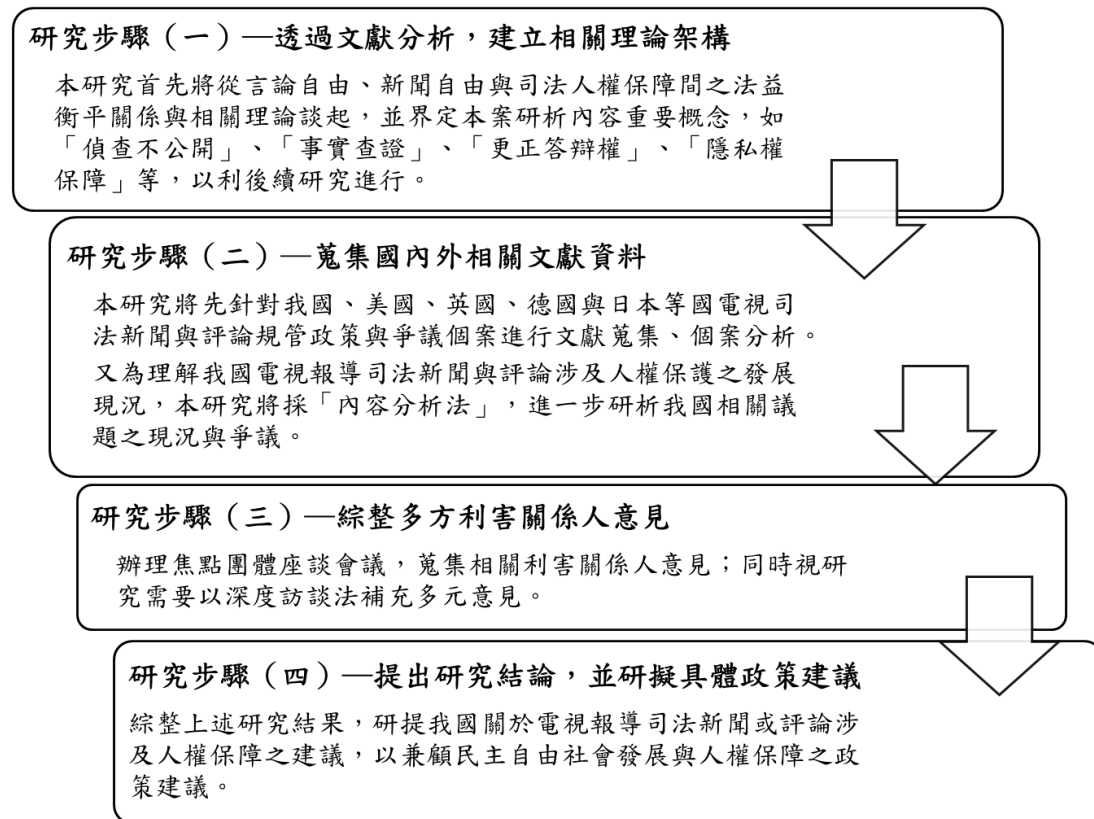 研究步驟（一）—透過文獻分析，建立相關理論架構
本研究首先將從言論自由、新聞自由與司法人權保障間之法益
衡平關係與相關理論談起，並界定本案研析內容重要概念，如
「偵查不公開」、「事實查證」、「更正答辯權」、「隱私權
保障」等，以利後續研究進行。
研究步驟（二）—蒐集國內外相關文獻資料
本研究將先針對我國、美國、英國、德國與日本等國電視司
法新聞與評論規管政策與爭議個案進行文獻蒐集、個案分析。
又為理解我國電視報導司法新聞與評論涉及人權保護之發展
現況，本研究將採「內容分析法」，進一步研析我國相關議
題之現況與爭議。
研究步驟（三）—綜整多方利害關係人意見
辦理焦點團體座談會議，蒐集相關利害關係人意見；同時視研
究需要以深度訪談法補充多元意見。
研究步驟（四）—提出研究結論，並研擬具體政策建議
綜整上述研究結果，研提我國關於電視報導司法新聞或評論涉
及人權保障之建議，以兼顧民主自由社會發展與人權保障之政
策建議。